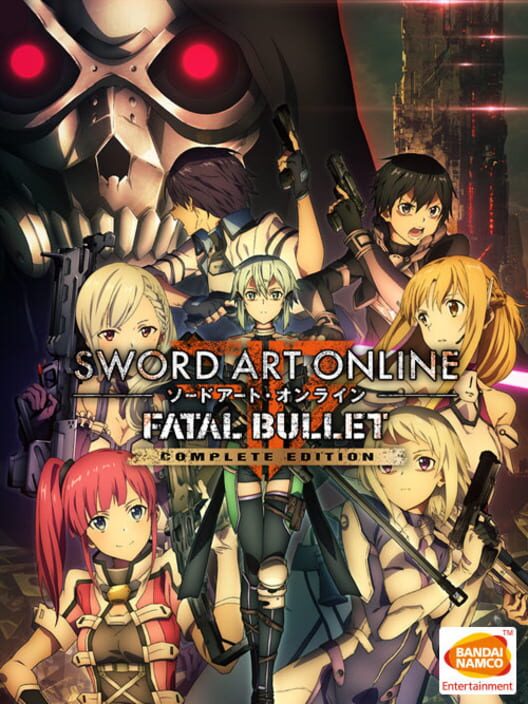 SWORD ART ONLINE
ソードアート・オンライン
FATAL BULLET
COMPLETE EDITION
BANDAI
NAMCO
Entertainment
TM